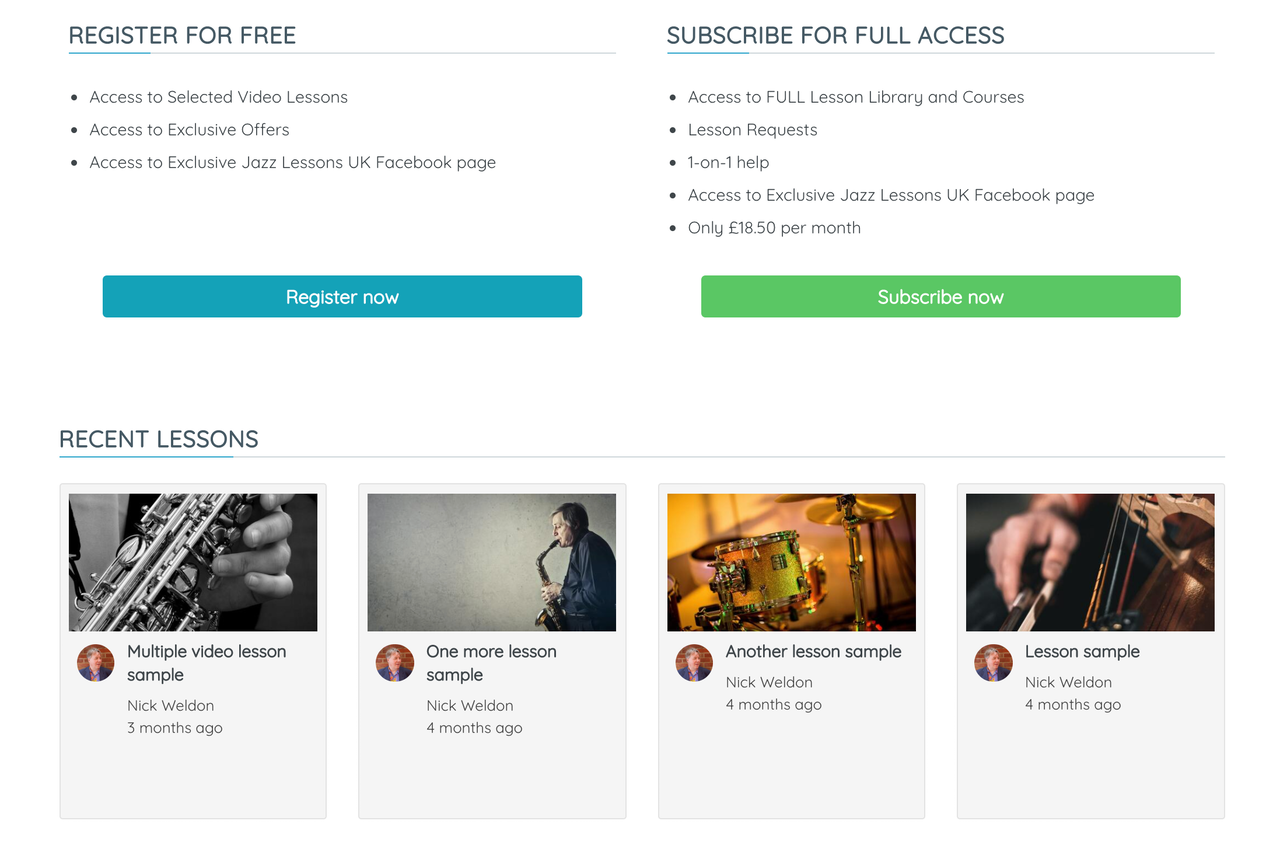 REGISTER FOR FREE
Access to Selected Video Lessons
Access to Exclusive Offers
Access to Exclusive Jazz Lessons UK Facebook page
Register now
SUBSCRIBE FOR FULL ACCESS
Access to FULL Lesson Library and Courses
Lesson Requests
1-on-1 help
Access to Exclusive Jazz Lessons UK Facebook page
Only £18.50 per month
Subscribe now
RECENT LESSONS
Multiple video lesson
sample
Nick Weldon
3 months ago
One more lesson
sample
Nick Weldon
4 months ago
Another lesson sample
Nick Weldon
4 months ago
Lesson sample
Nick Weldon
4 months ago